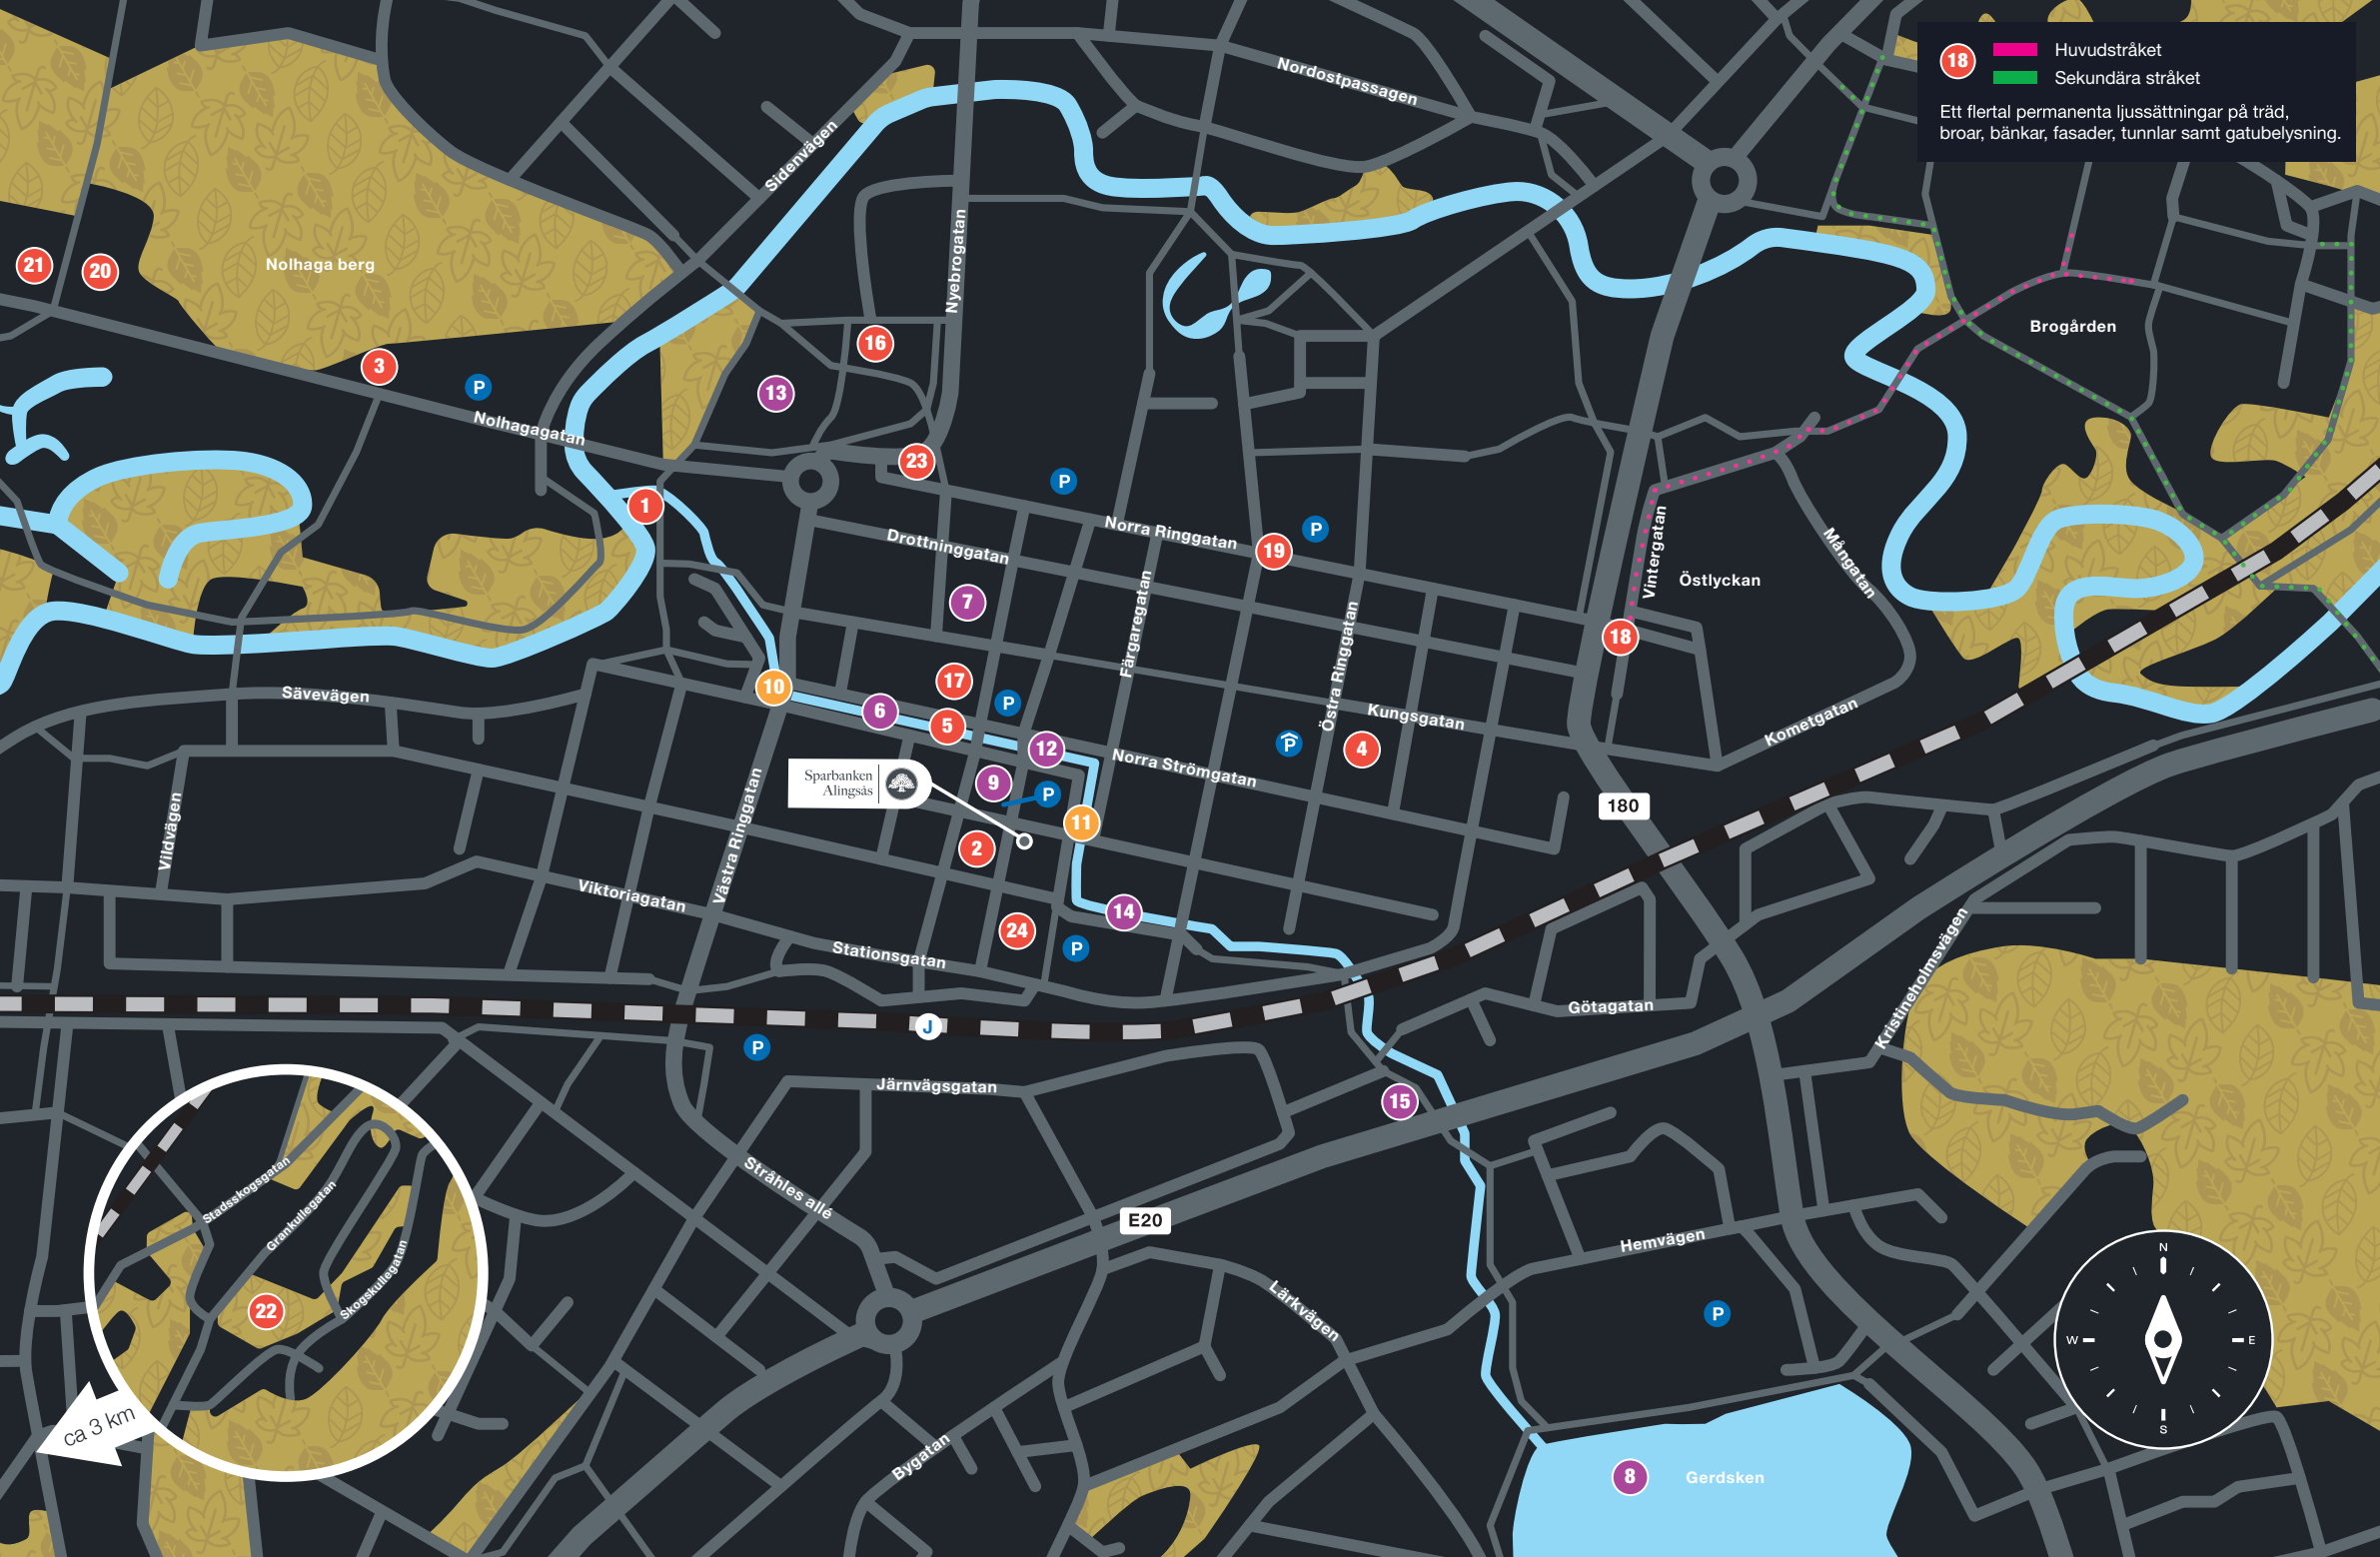 18
Huvudstråket
Sekundära stråket
Ett flertal permanenta ljussättningar på träd,
broar, bänkar, fasader, tunnlar samt gatubelysning.
Nordostpassagen
Sidenvägen
Nyebrogatan
Nolhaga berg
21
20
3
P
Nolhagagatan
16
13
23
1
P
P
Norra Ringgatan
19
Drottninggatan
7
Färgaregatan
Östra Ringgatan
Brogården
Vintergatan
Östlyckan
Mångatan
18
Kometgatan
Kungsgatan
10
6
17
5
P
12
9
P
11
Norra Strömgatan
P
4
180
Sävevägen
Vildvägen
Västra Ringgatan
Sparbanken
Alingsås
2
14
24
P
Viktoriagatan
Stationsgatan
J
P
Järnvägsgatan
Götagatan
Kristineholmsvägen
15
Stråhles allé
E20
Hemvägen
Lärkvägen
Bygatan
P
8
Gerdsken
Stadsskogsgatan
Grankullegatan
Skogskullegatan
22
ca 3 km
N
W
E
S